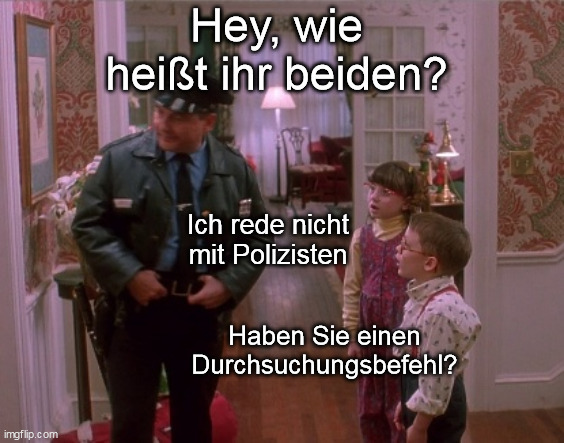 Hey, wie
heißt ihr beiden?
Ich rede nicht
mit Polizisten
Haben Sie einen
Durchsuchungsbefehl?
imgflip.com